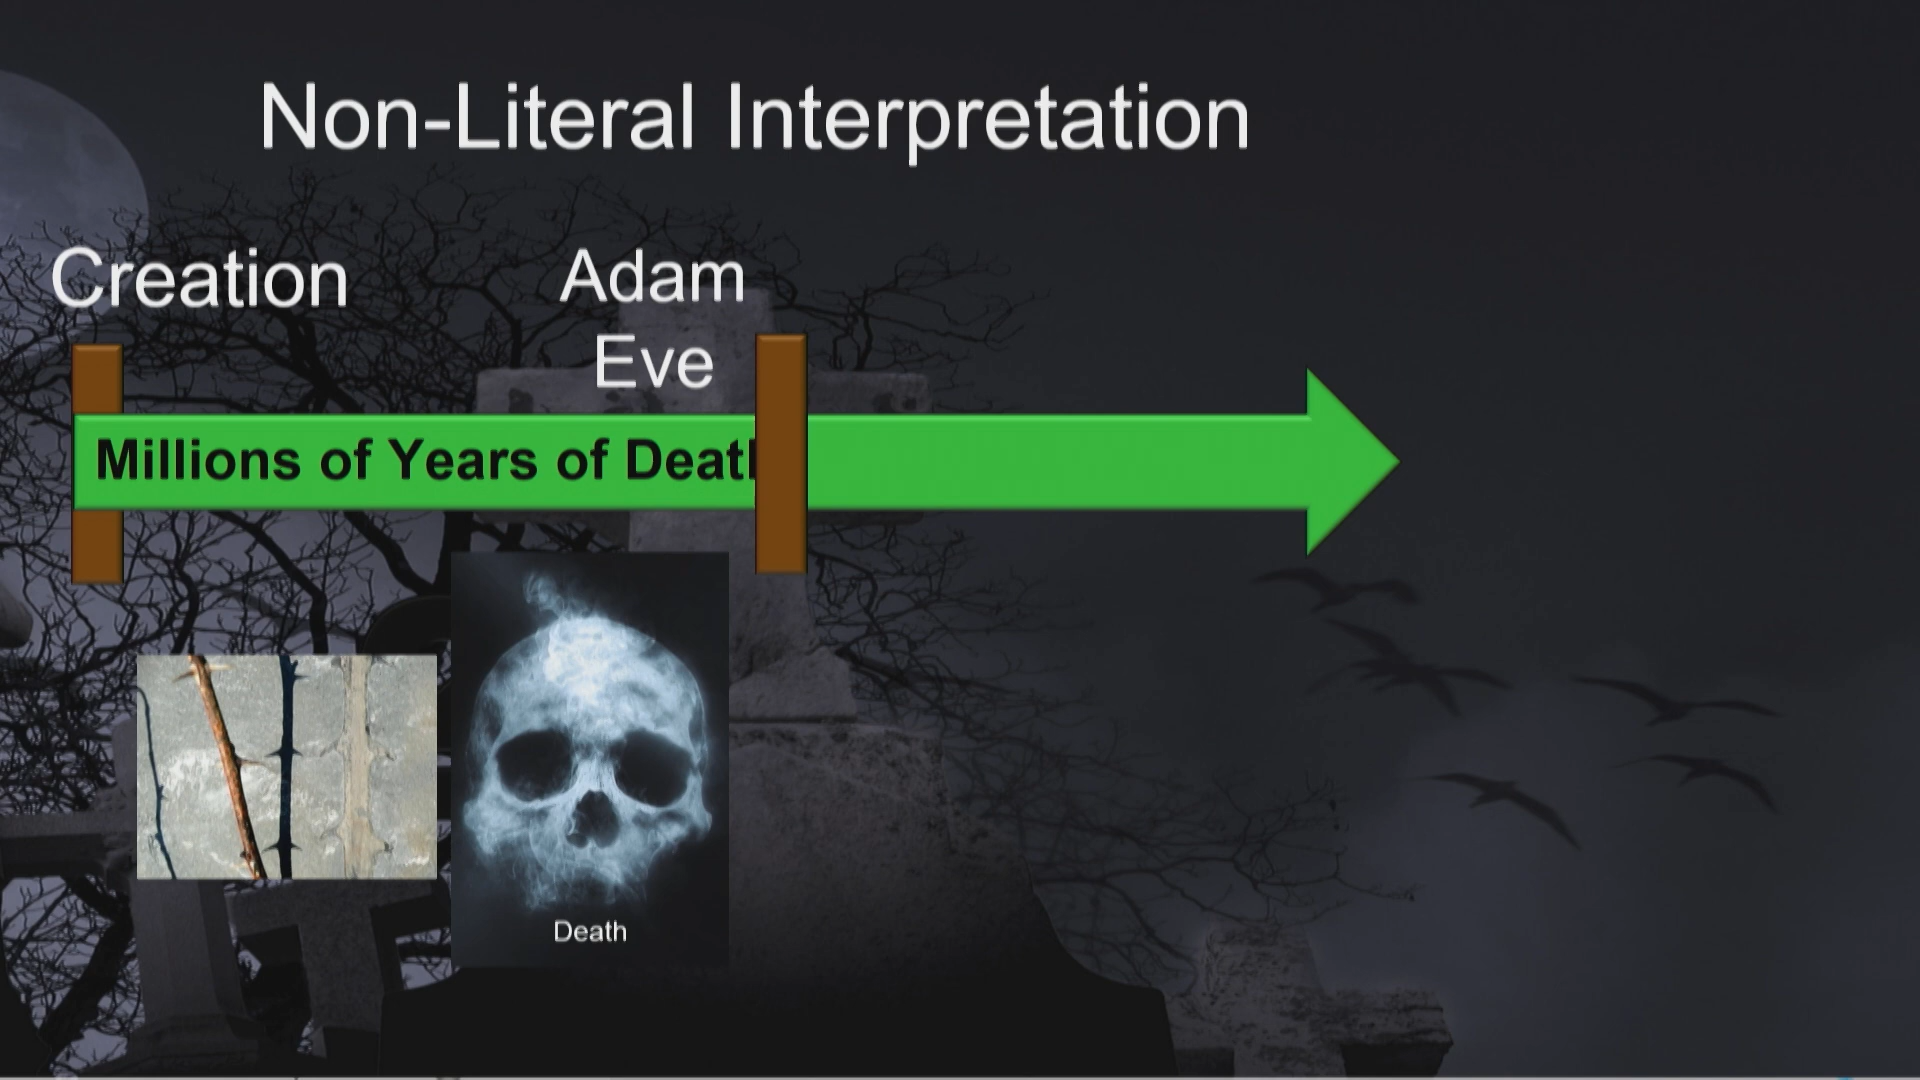 Non-Literal Interpretation
Creation
Adam
Eve
Millions of Years of Deat
Death